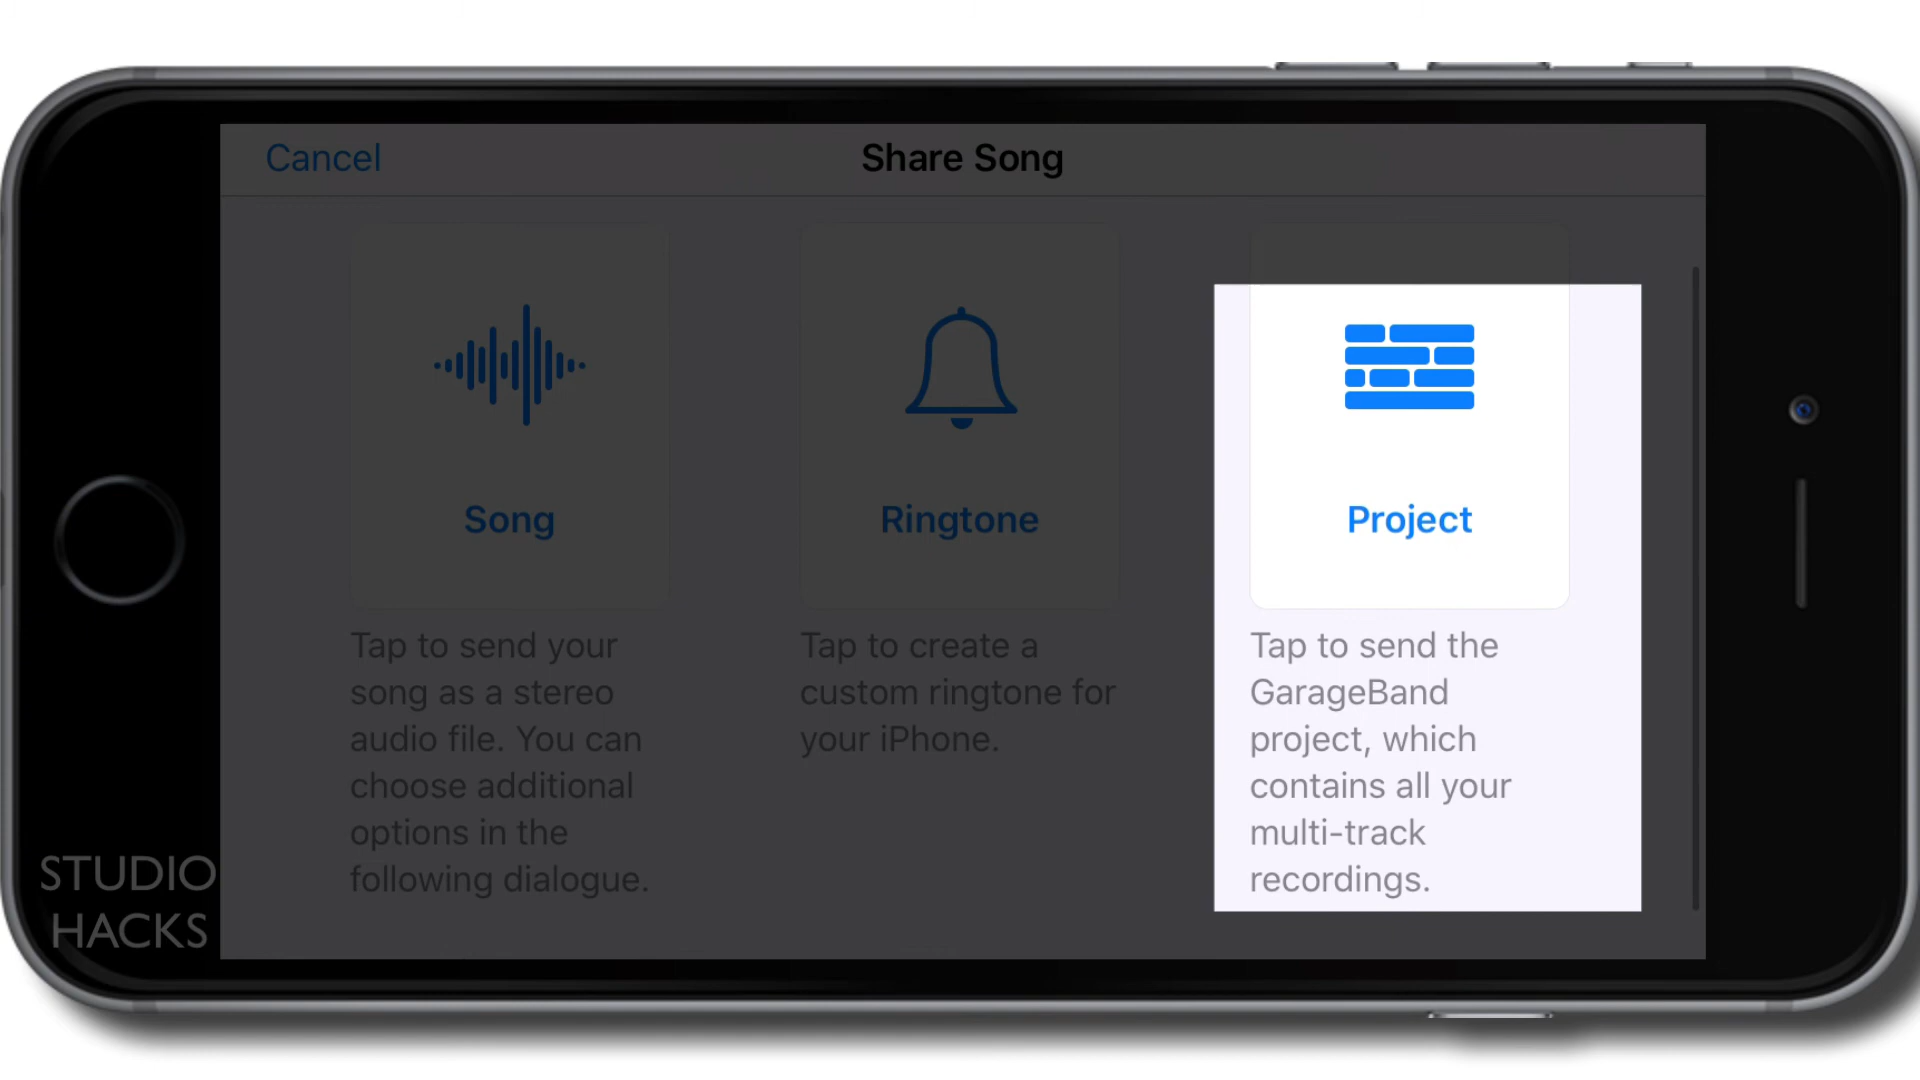 Cancel
Share Song
Song
Tap to send your
song as a stereo
audio file. You can
choose additional
options in the
following dialogue.
Ringtone
Tap to create a
custom ringtone for
your iPhone.
Project
Tap to send the
GarageBand
project, which
contains all your
multi-track
recordings.
STUDIO
HACKS